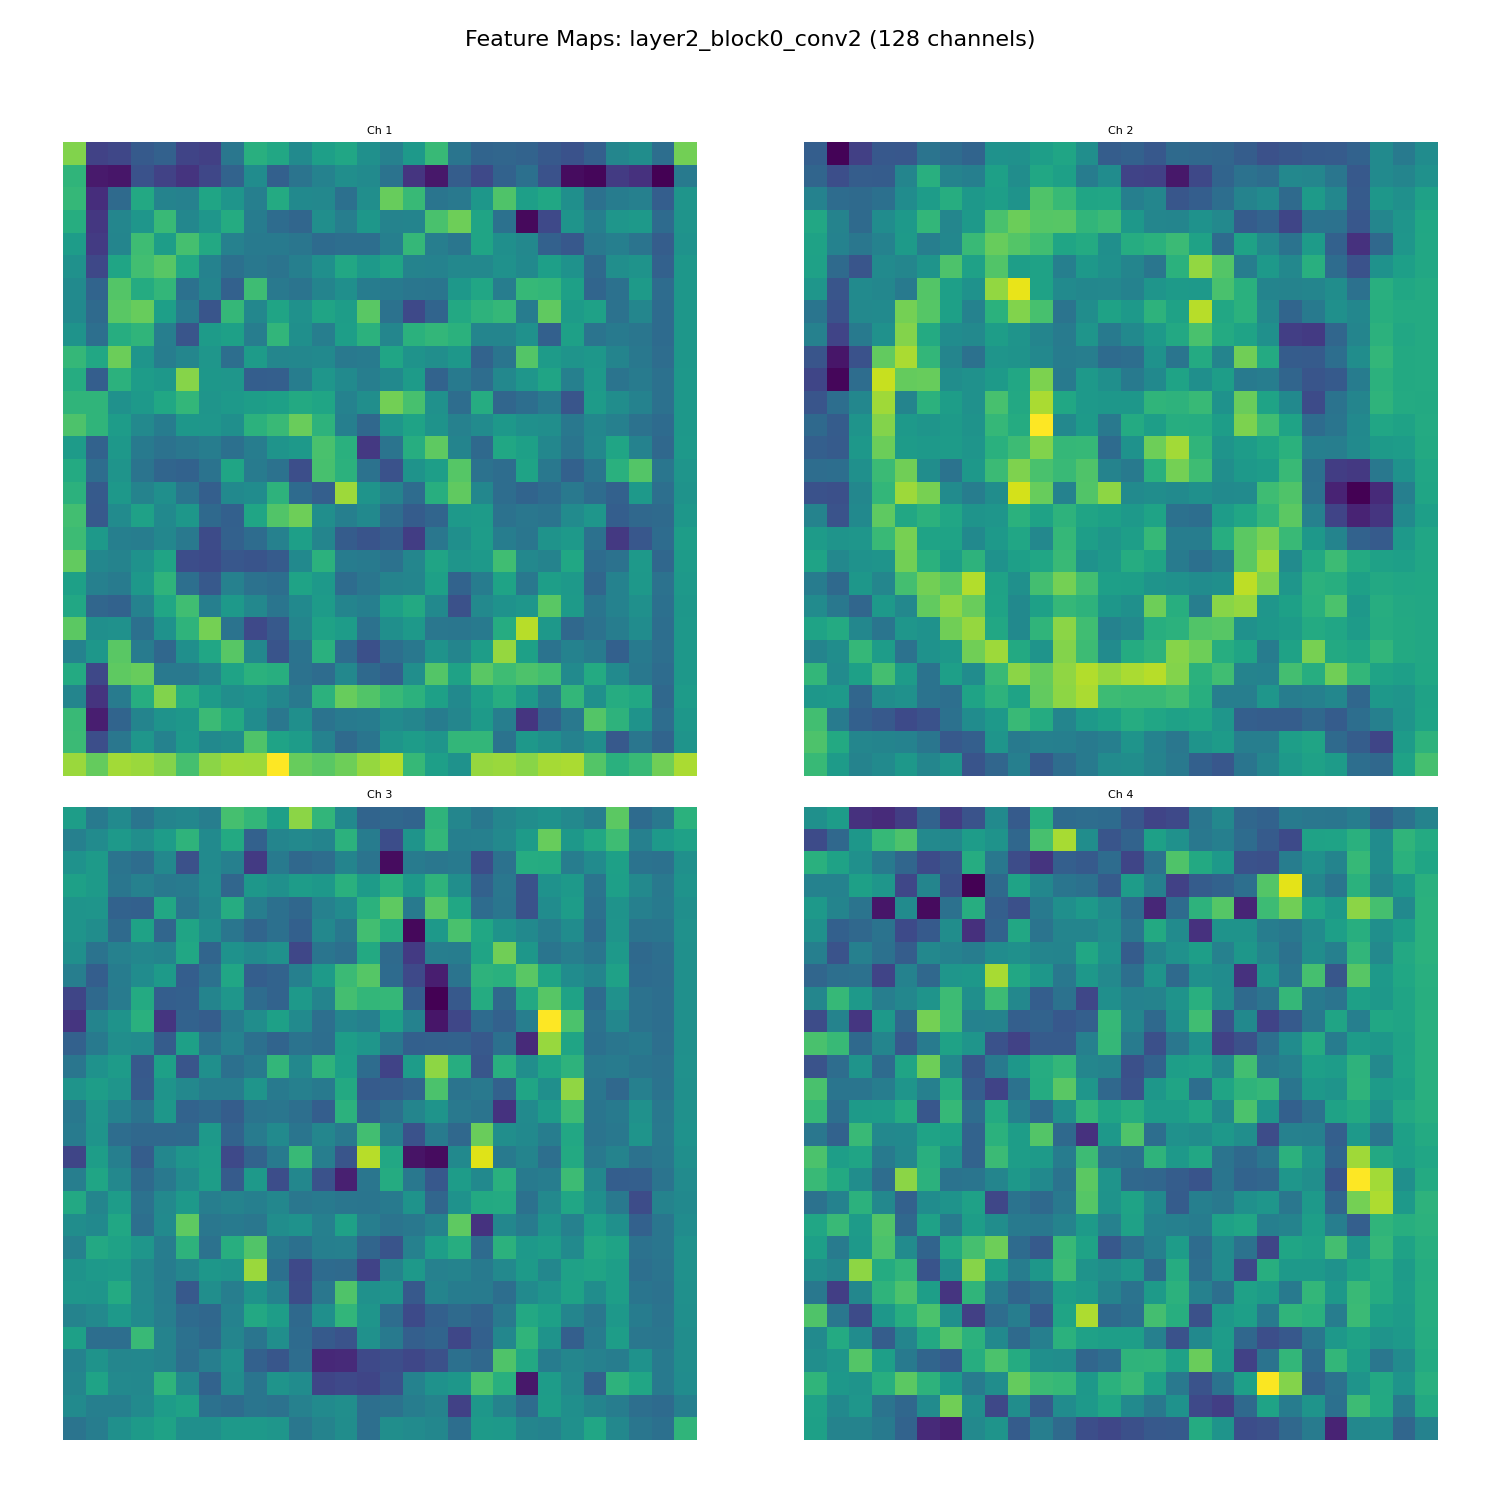 Feature Maps: layer2_block0_conv2 (128 channels)
Ch 1
Ch 2
Ch 3
Ch 4